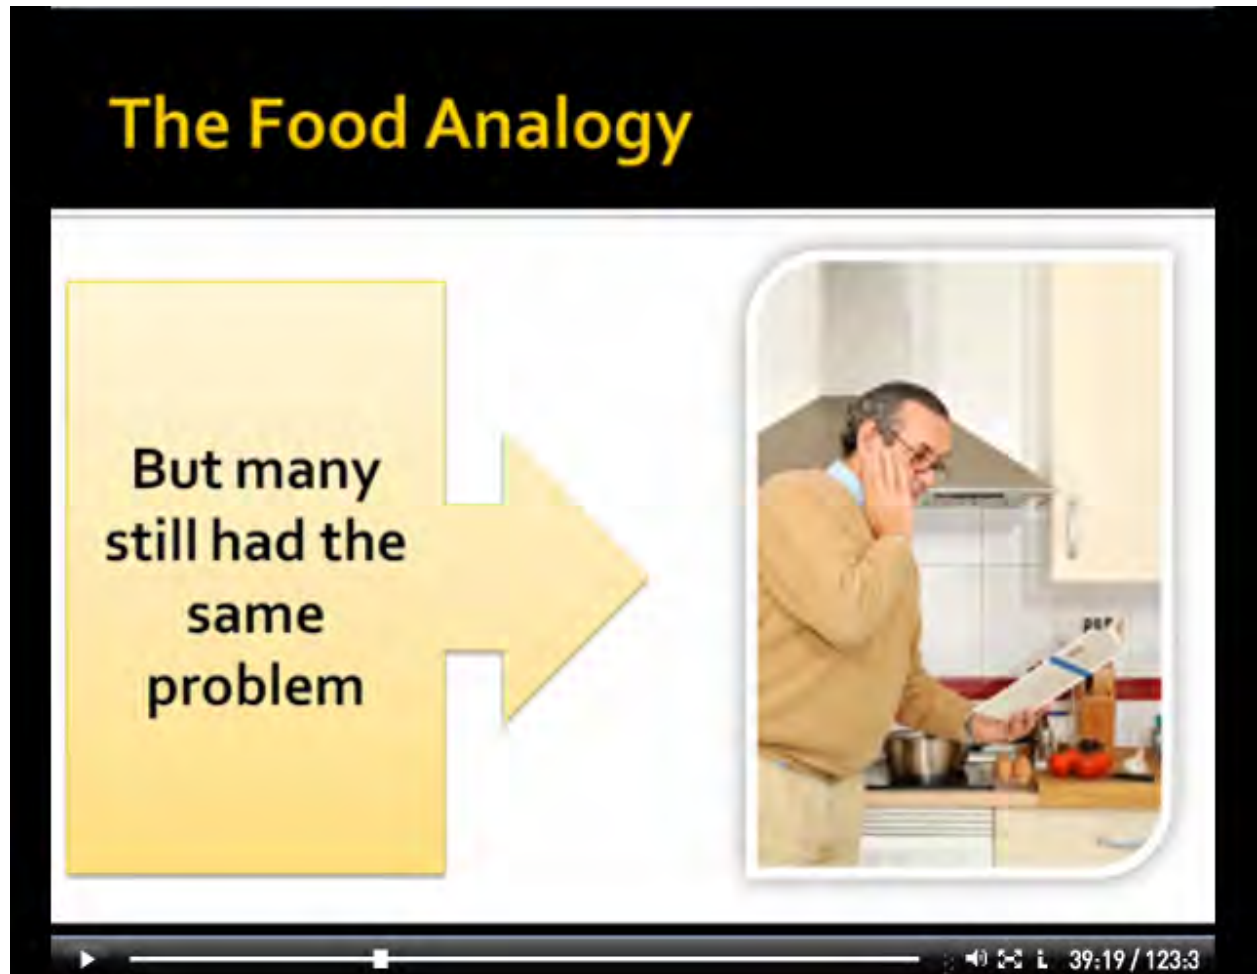 The Food Analogy
But many
still had the
same
problem
39:19 / 123:3